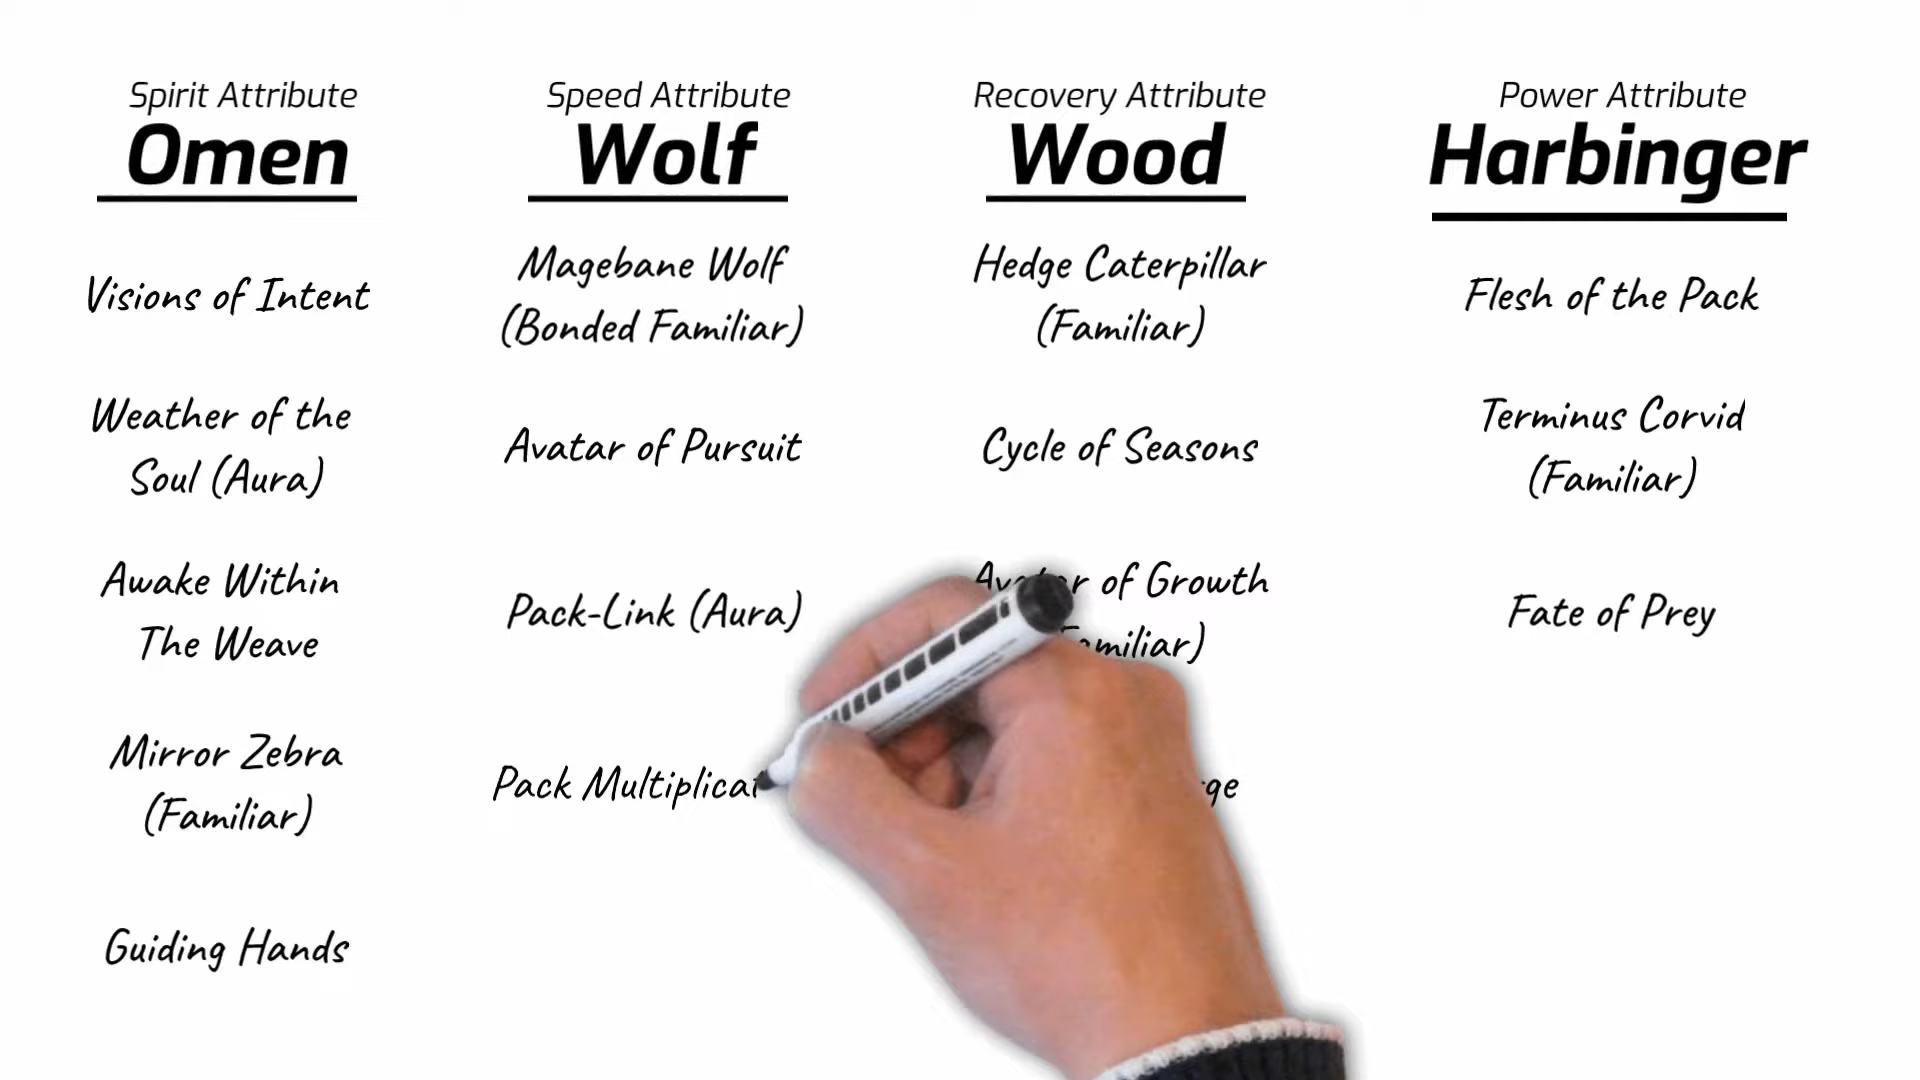 Spirit Attribute
Omen
Visions of Intent
Weather of the
Soul (Aura)
Awake Within
The Weave
Mirror Zebra
(Familiar)
Guiding Hands
Speed Attribute
Wolf
Magebane Wolf
(Bonded Familiar)
Avatar of Pursuit
Pack-Link (Aura)
Pack
Recovery Attribute
Wood
Hedge Caterpillar
(Familiar)
Cycle of Seasons
of Growth
Power Attribute
Harbinger
Flesh of the Pack
Terminus Corvid
(Familiar)
Fate of Prey